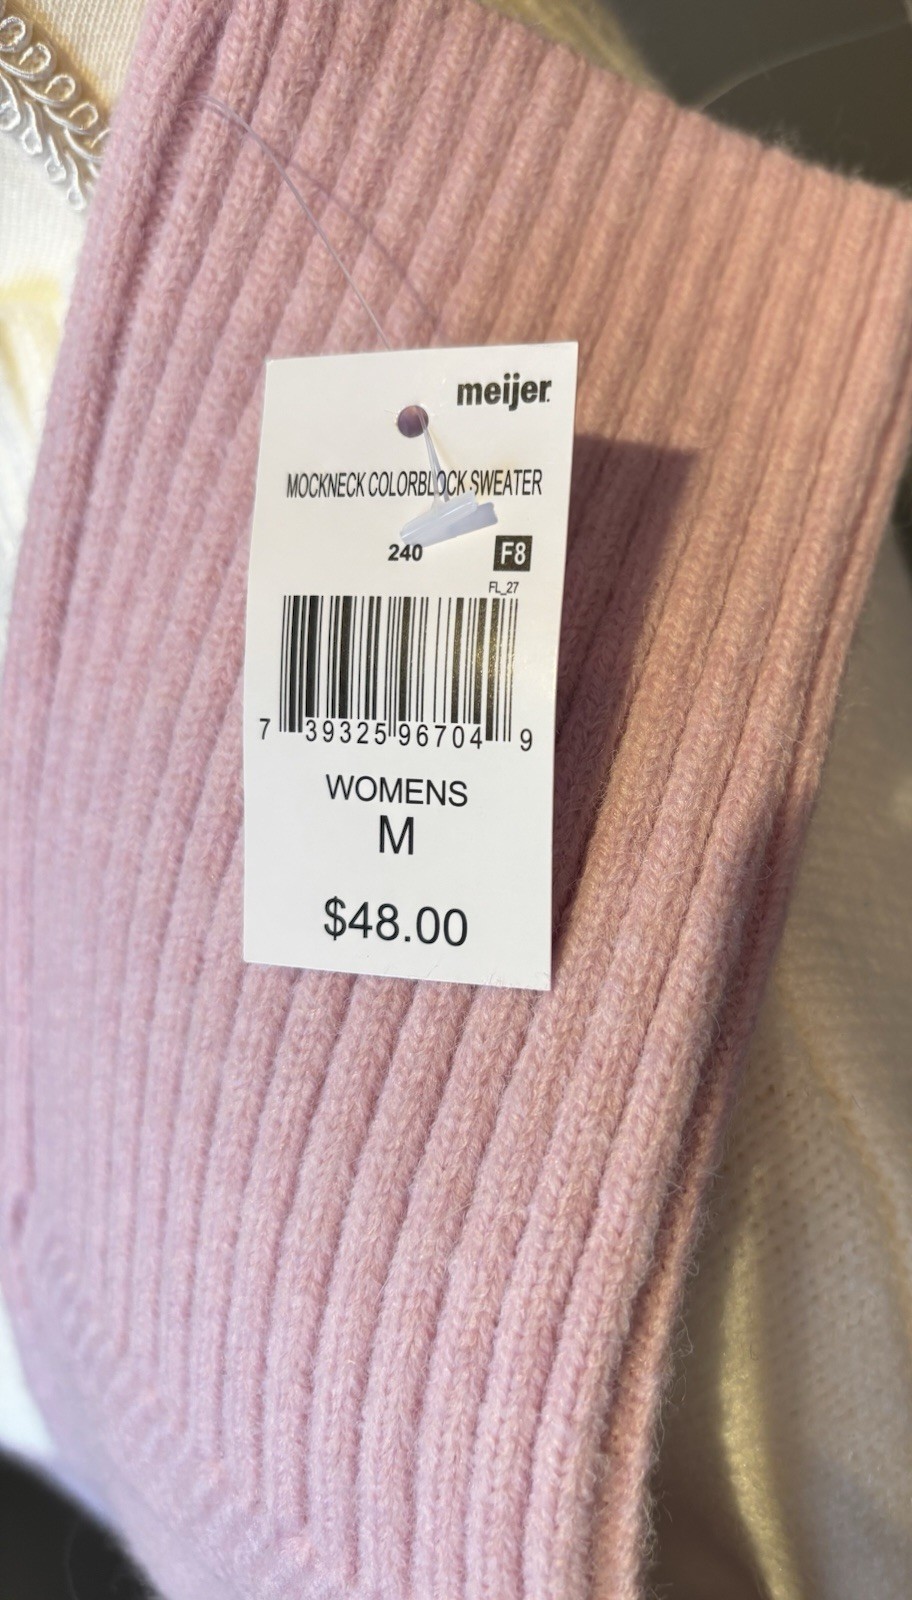 meijer
MOCKNECK COLORBLOCK SWEATER
240 F8
FL_27
7 39325 96704 9
WOMENS
M
$48.00